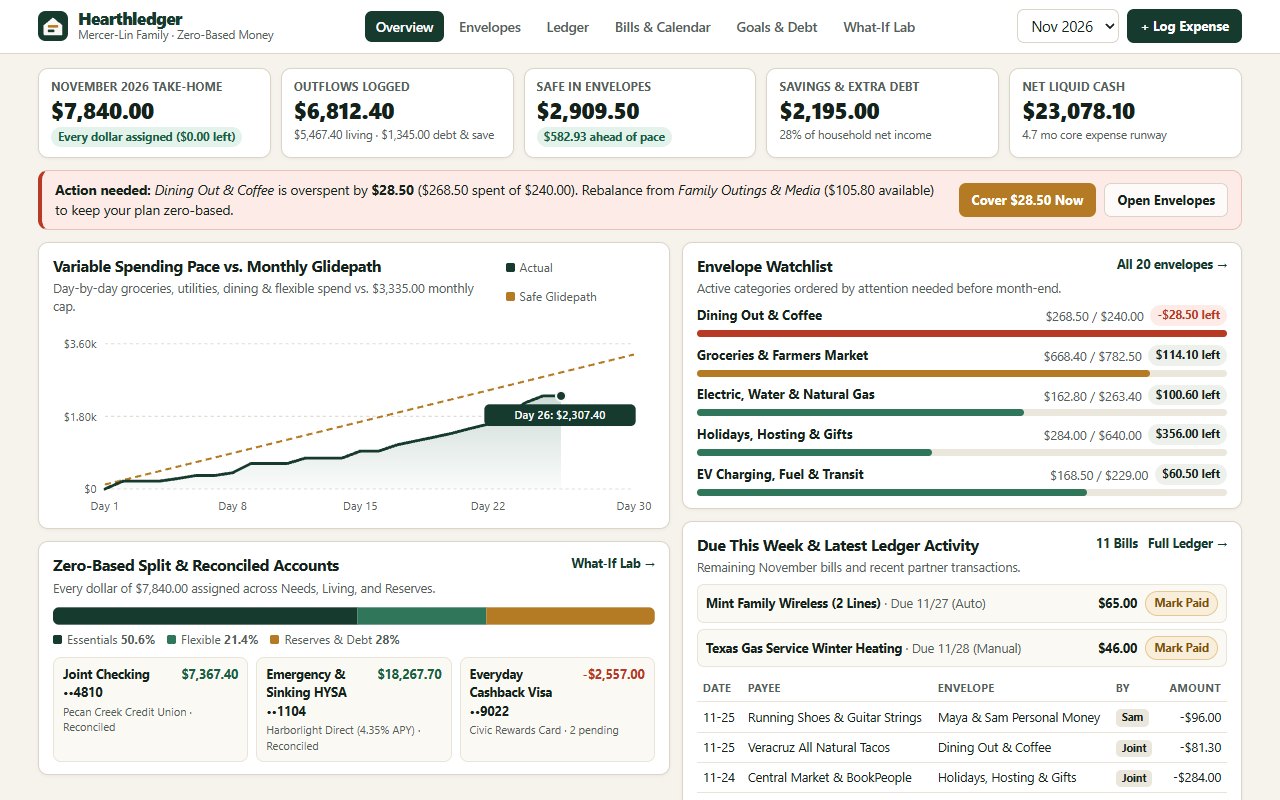 Hearthledger
Mercer-Lin Family · Zero-Based Money
Overview
Envelopes
Ledger
Bills & Calendar
Goals & Debt
What-If Lab
Nov 2026
+ Log Expense
NOVEMBER 2026 TAKE-HOME
$7,840.00
Every dollar assigned ($0.00 left)
OUTFLOWS LOGGED
$6,812.40
$5,467.40 living · $1,345.00 debt & save
SAFE IN ENVELOPES
$2,909.50
$582.93 ahead of pace
SAVINGS & EXTRA DEBT
$2,195.00
28% of household net income
NET LIQUID CASH
$23,078.10
4.7 mo core expense runway
Action needed: Dining Out & Coffee is overspent by $28.50 ($268.50 spent of $240.00). Rebalance from Family Outings & Media ($105.80 available)
to keep your plan zero-based.
Cover $28.50 Now
Open Envelopes
Variable Spending Pace vs. Monthly Glidepath
Day-by-day groceries, utilities, dining & flexible spend vs. $3,335.00 monthly
cap.
Actual
Safe Glidepath
$3.60k
$1.80k
$0
Day 26: $2,307.40
Day 1
Day 8
Day 15
Day 22
Day 30
Envelope Watchlist
All 20 envelopes →
Active categories ordered by attention needed before month-end.
Dining Out & Coffee $268.50 / $240.00 -$28.50 left
Groceries & Farmers Market $668.40 / $782.50 $114.10 left
Electric, Water & Natural Gas $162.80 / $263.40 $100.60 left
Holidays, Hosting & Gifts $284.00 / $640.00 $356.00 left
EV Charging, Fuel & Transit $168.50 / $229.00 $60.50 left
Zero-Based Split & Reconciled Accounts
What-If Lab →
Every dollar of $7,840.00 assigned across Needs, Living, and Reserves.
Essentials 50.6%
Flexible 21.4%
Reserves & Debt 28%
Joint Checking
••4810
$7,367.40
Pecan Creek Credit Union ·
Reconciled
Emergency &
Sinking HYSA
••1104
$18,267.70
Harborlight Direct (4.35% APY) ·
Reconciled
Everyday
Cashback Visa
••9022
-$2,557.00
Civic Rewards Card · 2 pending
Due This Week & Latest Ledger Activity
11 Bills
Full Ledger →
Remaining November bills and recent partner transactions.
Mint Family Wireless (2 Lines) · Due 11/27 (Auto) $65.00 Mark Paid
Texas Gas Service Winter Heating · Due 11/28 (Manual) $46.00 Mark Paid
DATE PAYEE ENVELOPE BY AMOUNT
11-25 Running Shoes & Guitar Strings Maya & Sam Personal Money Sam -$96.00
11-25 Veracruz All Natural Tacos Dining Out & Coffee Joint -$81.30
11-24 Central Market & BookPeople Holidays, Hosting & Gifts Joint -$284.00